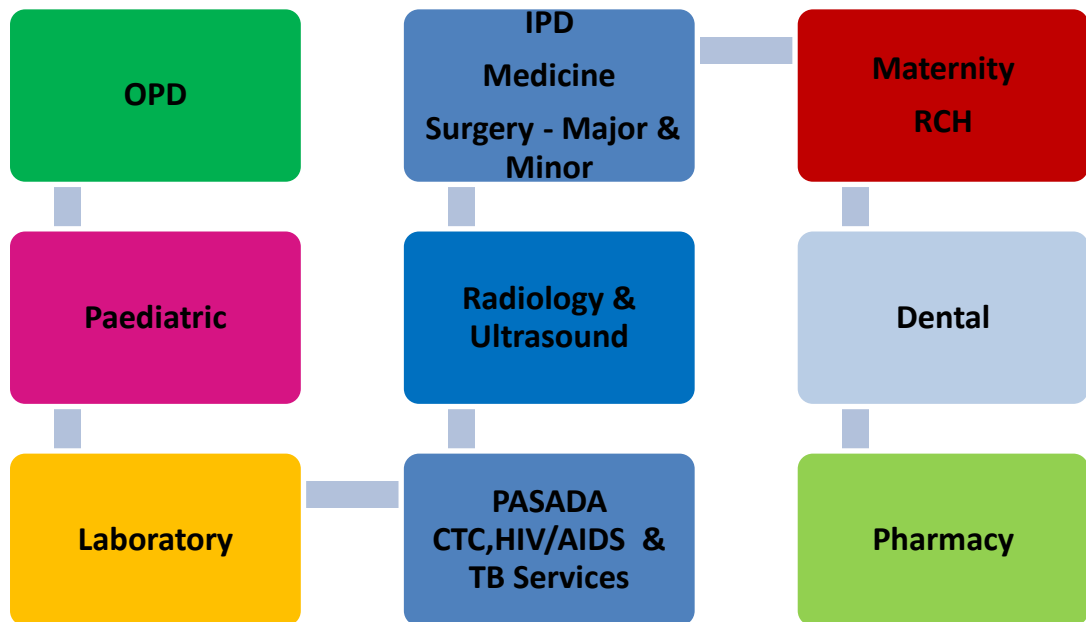 OPD
Paediatric
Laboratory
PASADA
CTC,HIV/AIDS  &
TB Services
Radiology &
Ultrasound
IPD
Medicine
Surgery - Major &
Minor
Maternity
RCH
Dental
Pharmacy